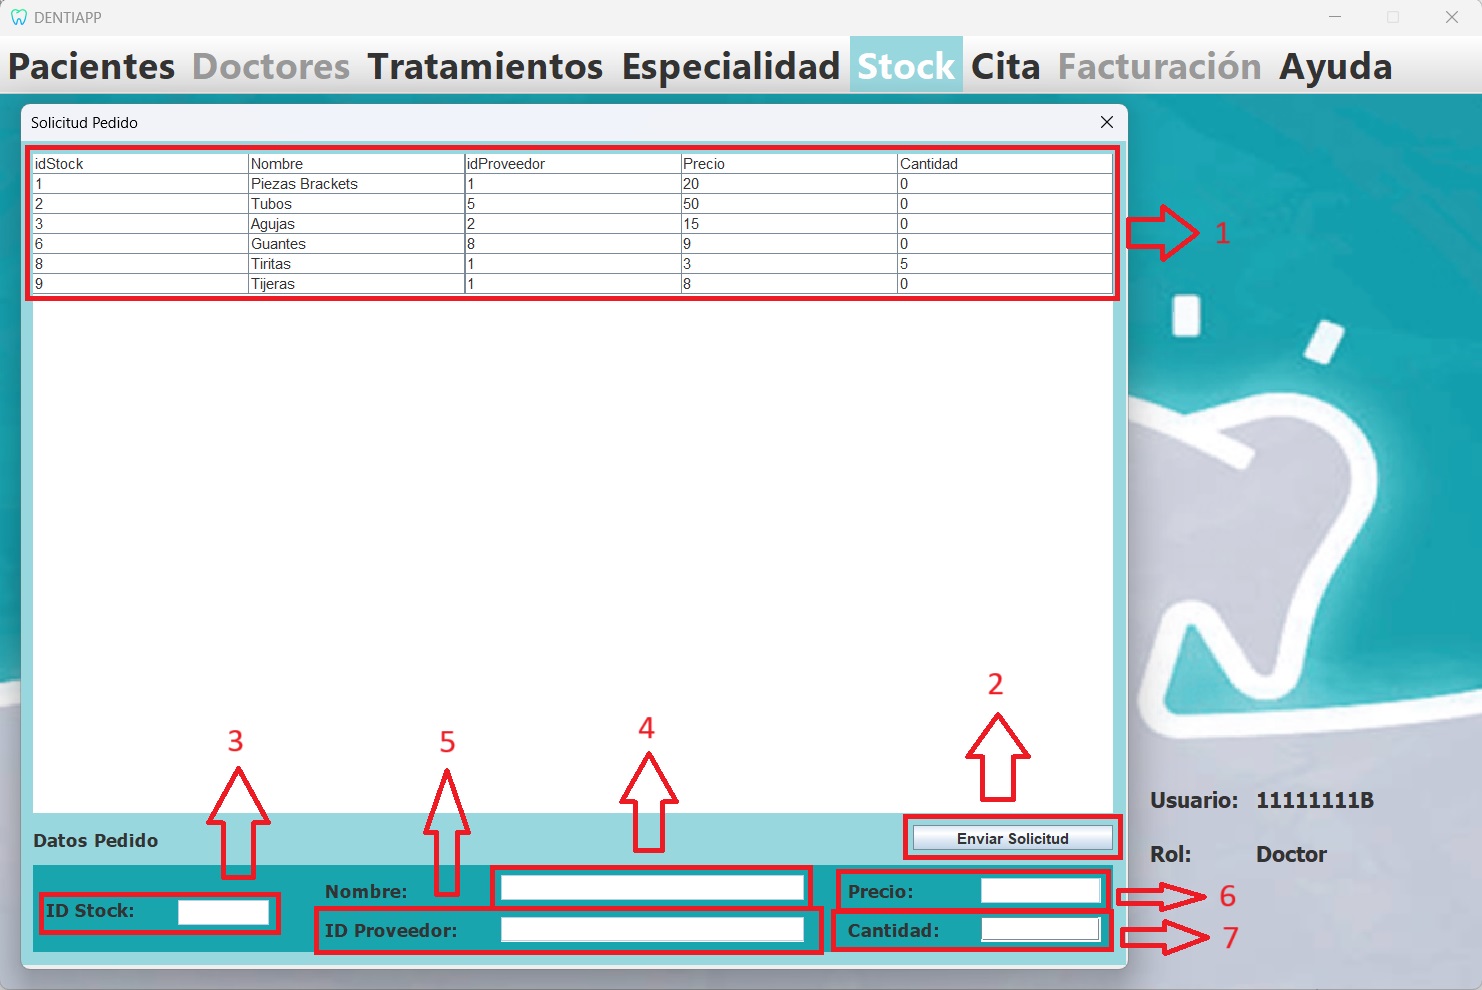 DENTIAPP
Pacientes Doctores Tratamientos Especialidad Stock Cita Facturación Ayuda
Solicitud Pedido
idStock Nombre idProveedor Precio Cantidad
1 Piezas Brackets 1 20 0
2 Tubos 5 50 0
3 Agujas 2 15 0
6 Guantes 8 9 0
8 Tiritas 1 3 5
9 Tijeras 1 8 0
1
2
3
5
4
Usuario: 11111111B
Datos Pedido
Enviar Solicitud
Rol: Doctor
Nombre:
Precio:
6
ID Stock:
ID Proveedor:
Cantidad:
7